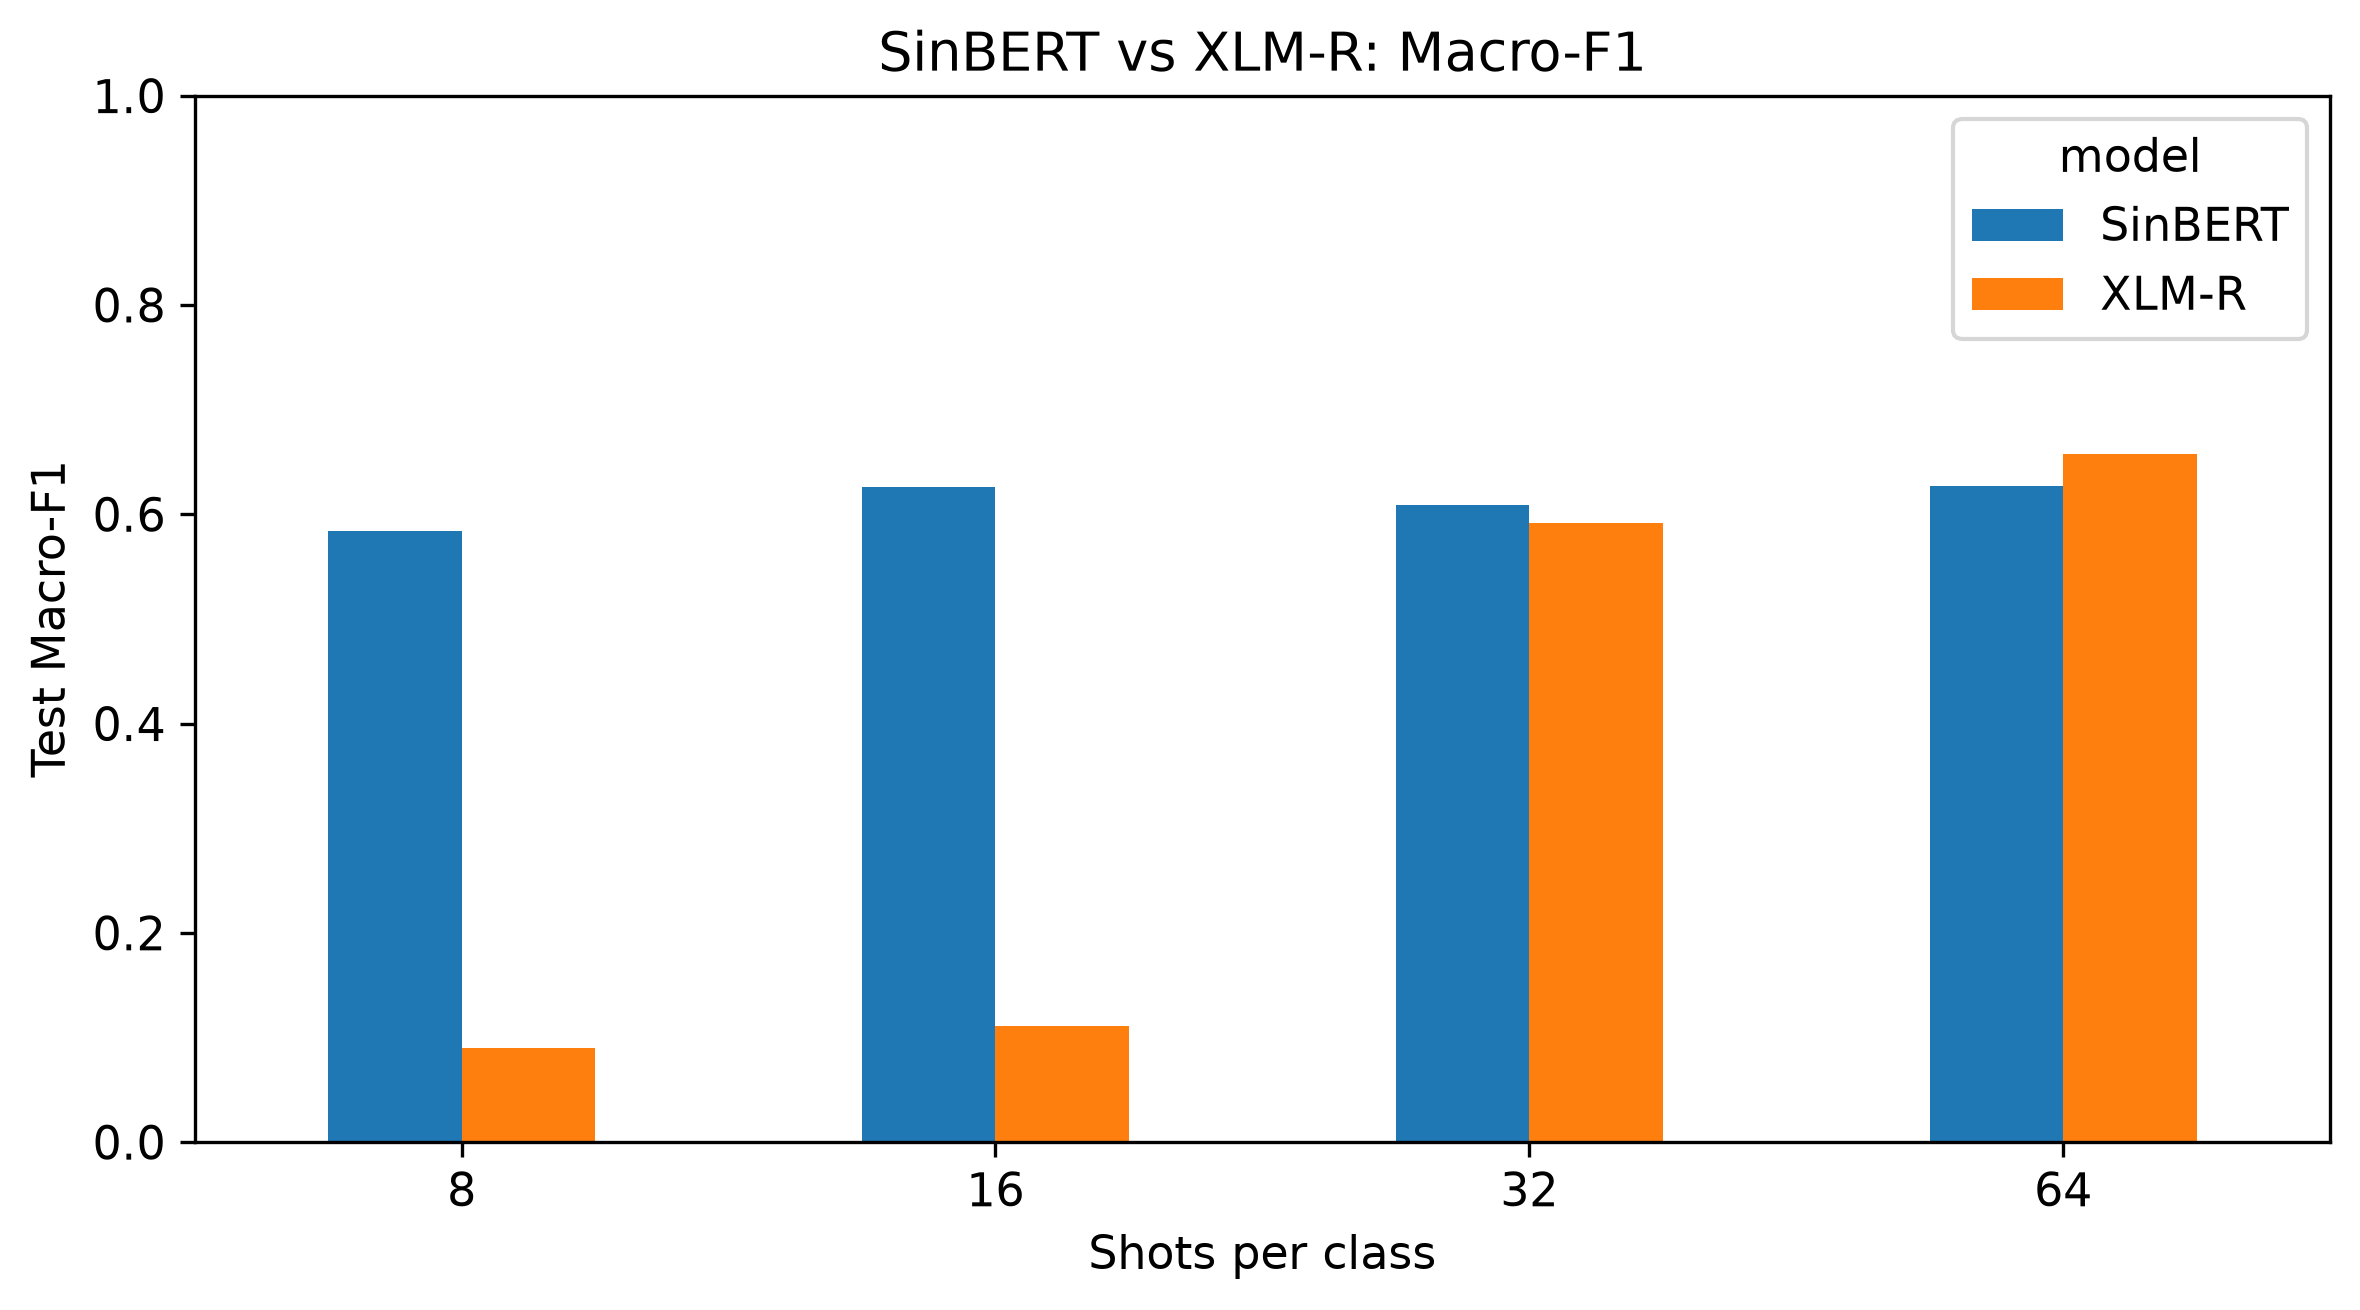 SinBERT vs XLM-R: Macro-F1
model
SinBERT
XLM-R
Test Macro-F1
1.0
0.8
0.6
0.4
0.2
0.0
8 16 32 64
Shots per class